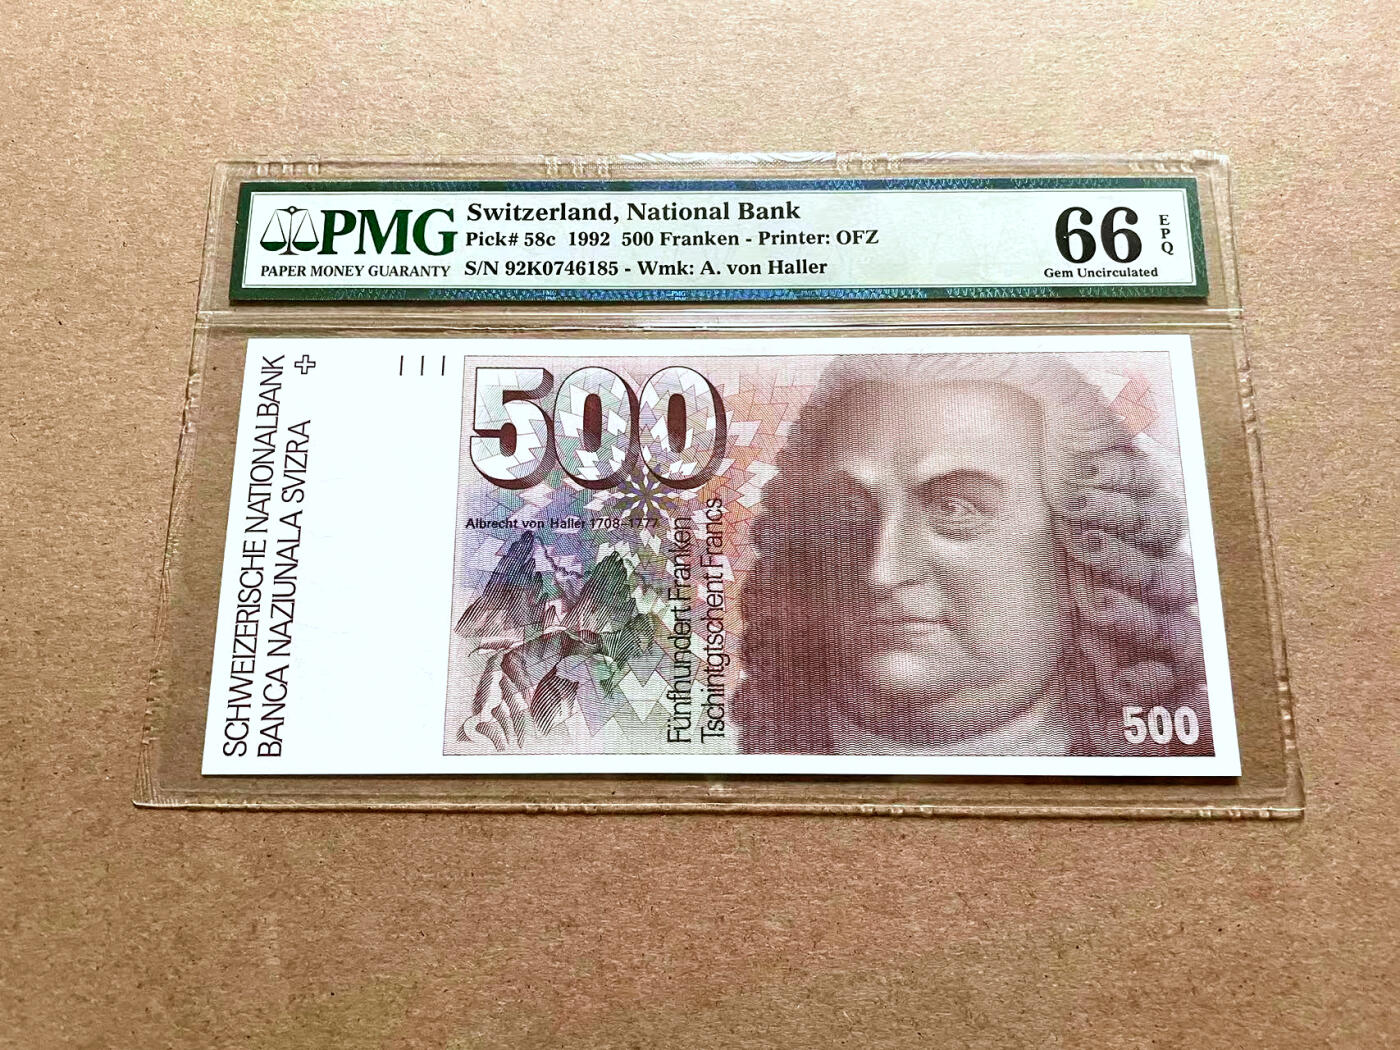 PMG
PAPER MONEY GUARANTY
Switzerland, National Bank
Pick# 58c 1992 500 Franken - Printer: OFZ
S/N 92K0746185 - Wmk: A. von Haller
66
EPQ
Gem Uncirculated
SCHWEIZERISCHE NATIONALBANK
BANCA NAZIUNALA SVIZRA
500
Albrecht von Haller 1708–1777
Fünfhundert Franken
Tschintgtschent Francs
500